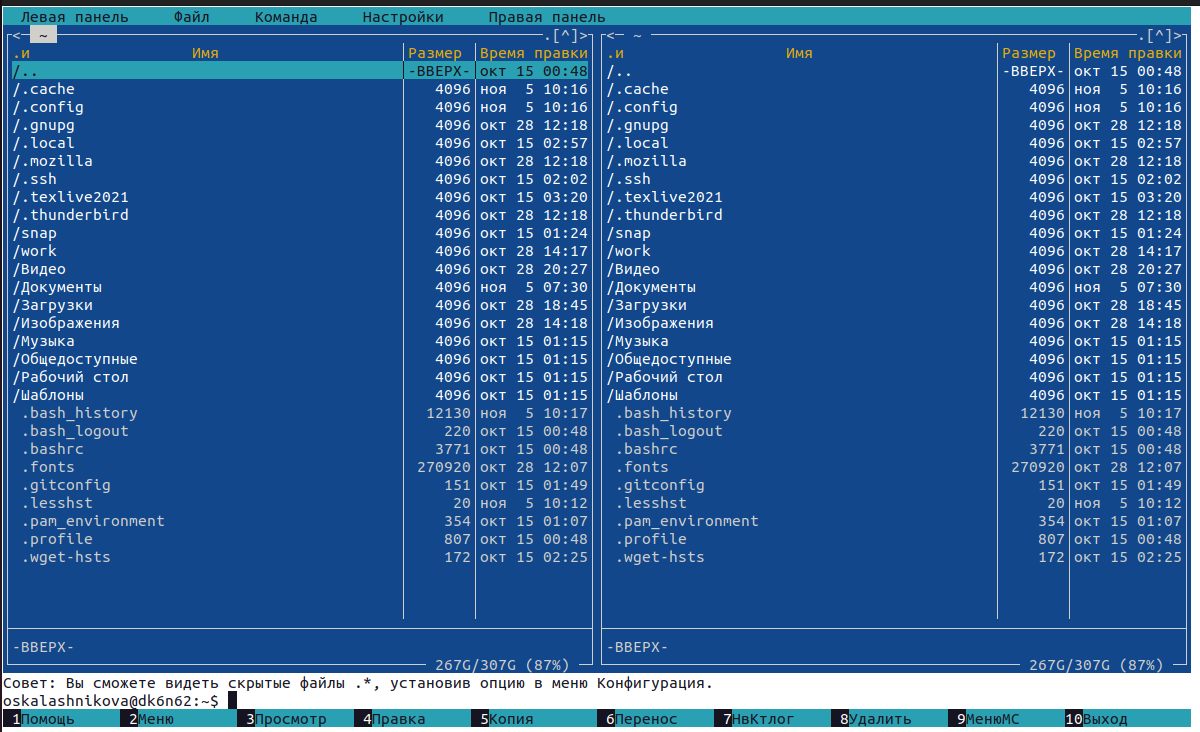 Левая панель Файл Команда Настройки Правая панель
<─ ~ ─.[^]> <─ ~ ─.[^]>
.и Имя Размер Время правки .и Имя Размер Время правки
/.. -ВВЕРХ- окт 15 00:48 /.. -ВВЕРХ- окт 15 00:48
/.cache 4096 ноя 5 10:16 /.cache 4096 ноя 5 10:16
/.config 4096 ноя 5 10:16 /.config 4096 ноя 5 10:16
/.gnupg 4096 окт 28 12:18 /.gnupg 4096 окт 28 12:18
/.local 4096 окт 15 02:57 /.local 4096 окт 15 02:57
/.mozilla 4096 окт 28 12:18 /.mozilla 4096 окт 28 12:18
/.ssh 4096 окт 15 02:02 /.ssh 4096 окт 15 02:02
/.texlive2021 4096 окт 15 03:20 /.texlive2021 4096 окт 15 03:20
/.thunderbird 4096 окт 28 12:18 /.thunderbird 4096 окт 28 12:18
/snap 4096 окт 15 01:24 /snap 4096 окт 15 01:24
/work 4096 окт 28 14:17 /work 4096 окт 28 14:17
/Видео 4096 окт 28 20:27 /Видео 4096 окт 28 20:27
/Документы 4096 ноя 5 07:30 /Документы 4096 ноя 5 07:30
/Загрузки 4096 окт 28 18:45 /Загрузки 4096 окт 28 18:45
/Изображения 4096 окт 28 14:18 /Изображения 4096 окт 28 14:18
/Музыка 4096 окт 15 01:15 /Музыка 4096 окт 15 01:15
/Общедоступные 4096 окт 15 01:15 /Общедоступные 4096 окт 15 01:15
/Рабочий стол 4096 окт 15 01:15 /Рабочий стол 4096 окт 15 01:15
/Шаблоны 4096 окт 15 01:15 /Шаблоны 4096 окт 15 01:15
.bash_history 12130 ноя 5 10:17 .bash_history 12130 ноя 5 10:17
.bash_logout 220 окт 15 00:48 .bash_logout 220 окт 15 00:48
.bashrc 3771 окт 15 00:48 .bashrc 3771 окт 15 00:48
.fonts 270920 окт 28 12:07 .fonts 270920 окт 28 12:07
.gitconfig 151 окт 15 01:49 .gitconfig 151 окт 15 01:49
.lesshst 20 ноя 5 10:12 .lesshst 20 ноя 5 10:12
.pam_environment 354 окт 15 01:07 .pam_environment 354 окт 15 01:07
.profile 807 окт 15 00:48 .profile 807 окт 15 00:48
.wget-hsts 172 окт 15 02:25 .wget-hsts 172 окт 15 02:25
-ВВЕРХ- -ВВЕРХ-
267G/307G (87%) 267G/307G (87%)
Совет: Вы сможете видеть скрытые файлы .*, установив опцию в меню Конфигурация.
oskalashnikova@dk6n62:~$
1Помощь 2Меню 3Просмотр 4Правка 5Копия 6Перенос 7НвКтлог 8Удалить 9МенюМС 10Выход